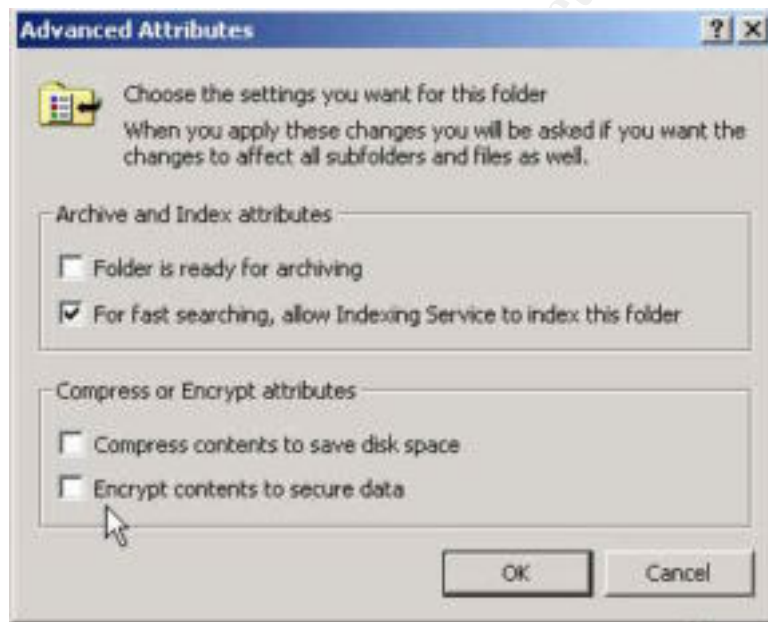 Advanced Attributes
Choose the settings you want for this folder
When you apply these changes you will be asked if you want the
changes to affect all subfolders and files as well.
Archive and Index attributes
Folder is ready for archiving
For fast searching, allow Indexing Service to index this folder
Compress or Encrypt attributes
Compress contents to save disk space
Encrypt contents to secure data
OK Cancel